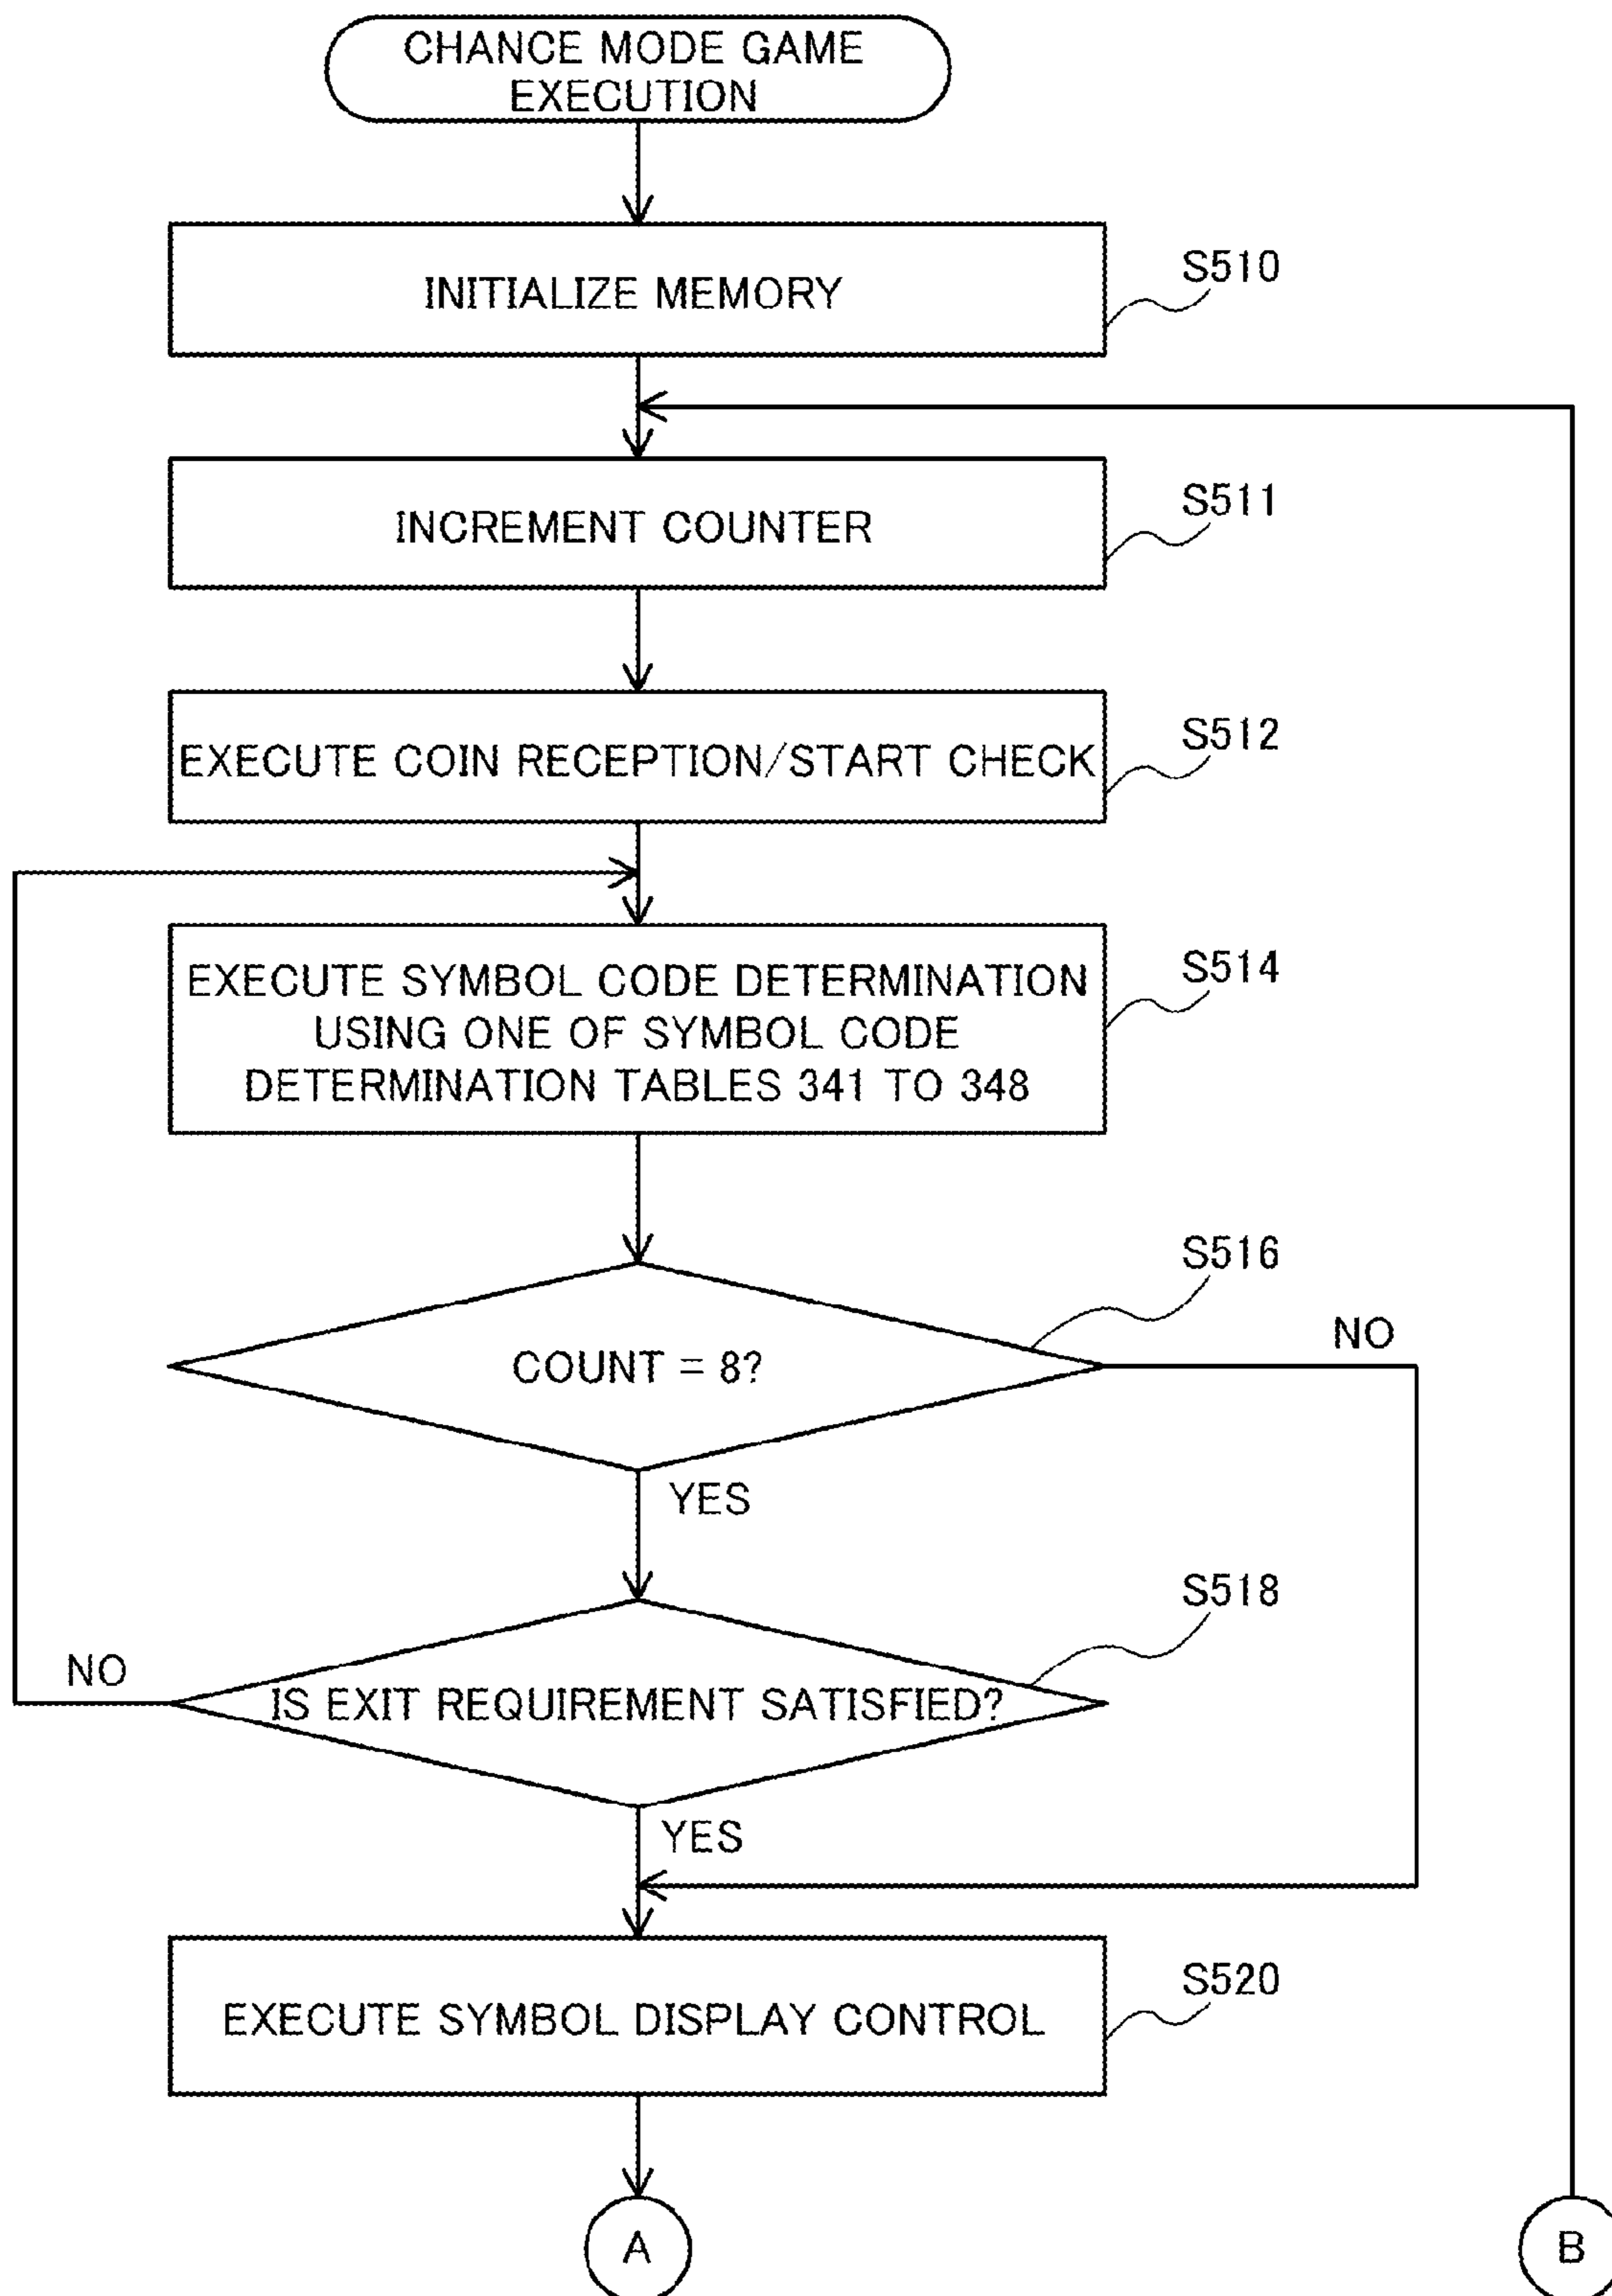 CHANCE MODE GAME
EXECUTION
INITIALIZE MEMORY
S510
INCREMENT COUNTER
S511
EXECUTE COIN RECEPTION/START CHECK
S512
EXECUTE SYMBOL CODE DETERMINATION
USING ONE OF SYMBOL CODE
DETERMINATION TABLES 341 TO 348
S514
COUNT = 8?
S516
NO
YES
IS EXIT REQUIREMENT SATISFIED?
S518
NO
YES
EXECUTE SYMBOL DISPLAY CONTROL
S520
A
B